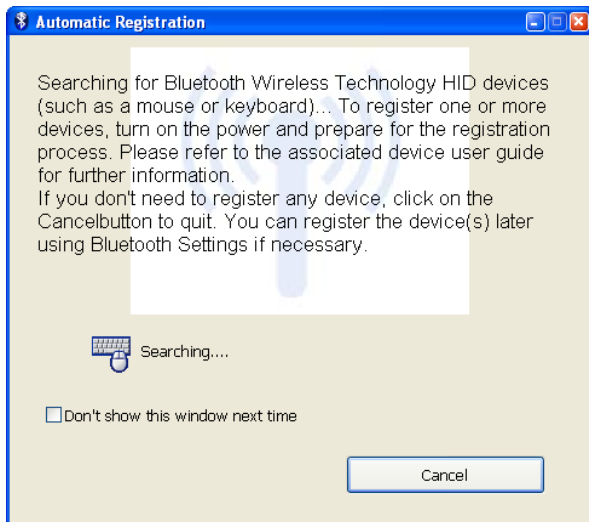 Automatic Registration
Searching for Bluetooth Wireless Technology HID devices
(such as a mouse or keyboard)... To register one or more
devices, turn on the power and prepare for the registration
process. Please refer to the associated device user guide
for further information.
If you don't need to register any device, click on the
Cancelbutton to quit. You can register the device(s) later
using Bluetooth Settings if necessary.
Searching....
Don't show this window next time
Cancel